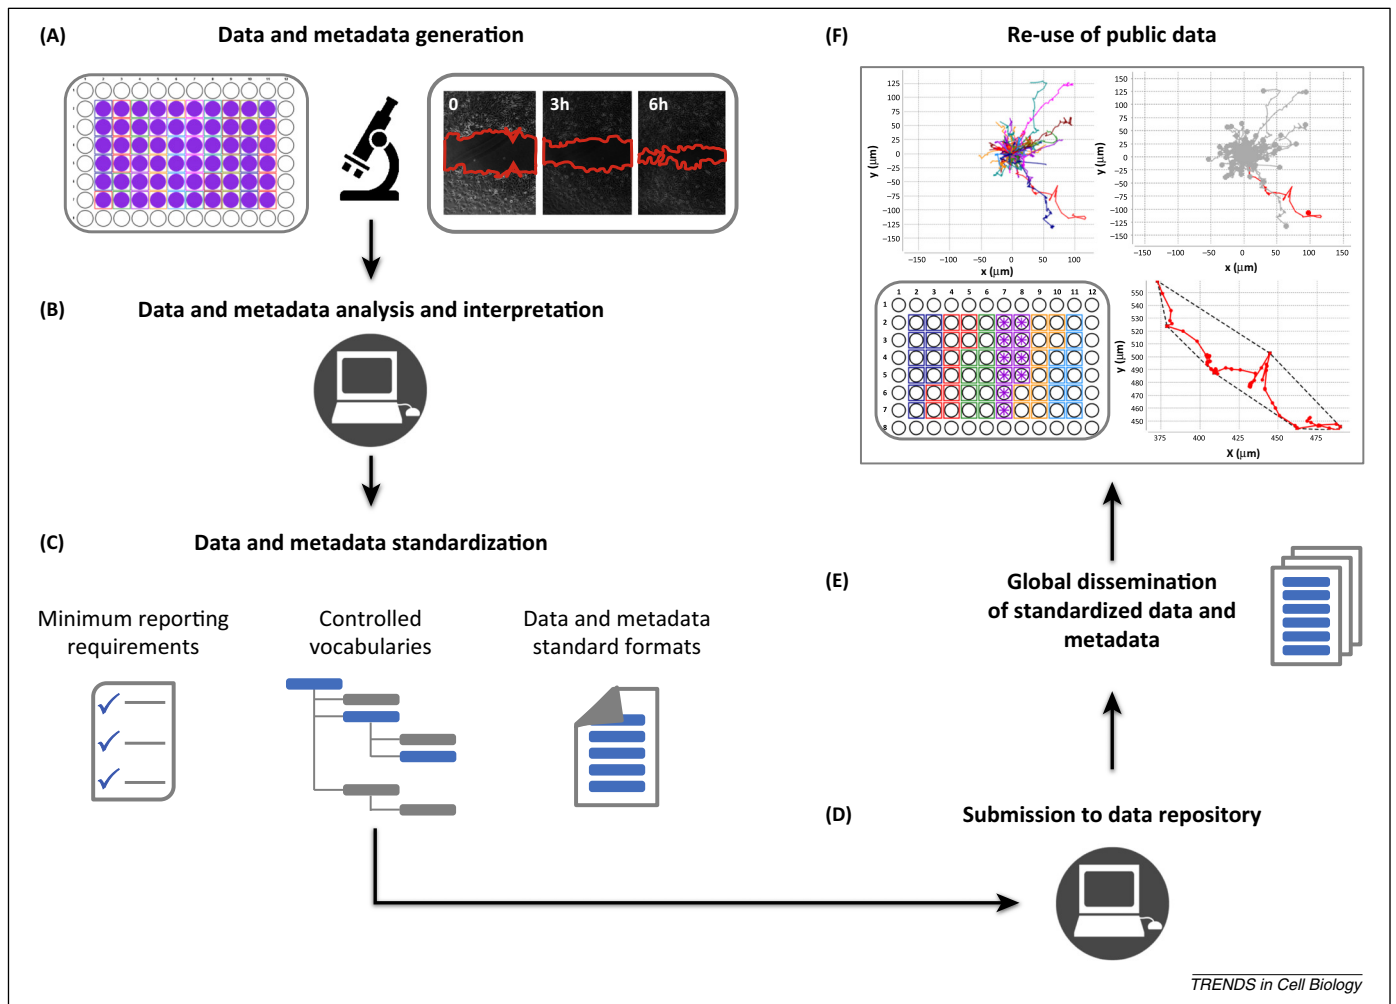 (A) Data and metadata generation
0 3h 6h
(B) Data and metadata analysis and interpretation
(C) Data and metadata standardization
Minimum reporting
requirements
Controlled
vocabularies
Data and metadata
standard formats
(D) Submission to data repository
(E) Global dissemination
of standardized data and
metadata
(F) Re-use of public data
y (µm)
125
100
75
50
25
0
−25
−50
−75
−100
−125
−150
−150 −100 −50 0 50 100 150
x (µm)
y (µm)
150
125
100
75
50
25
0
−25
−50
−75
−100
−125
−150
−150 −100 −50 0 50 100 150
x (µm)
1 2 3 4 5 6 7 8 9 10 11 12
1
2
3
4
5
6
7
8
y (µm)
550
540
530
520
510
500
490
480
470
460
450
375 400 425 450 475
X (µm)
TRENDS in Cell Biology